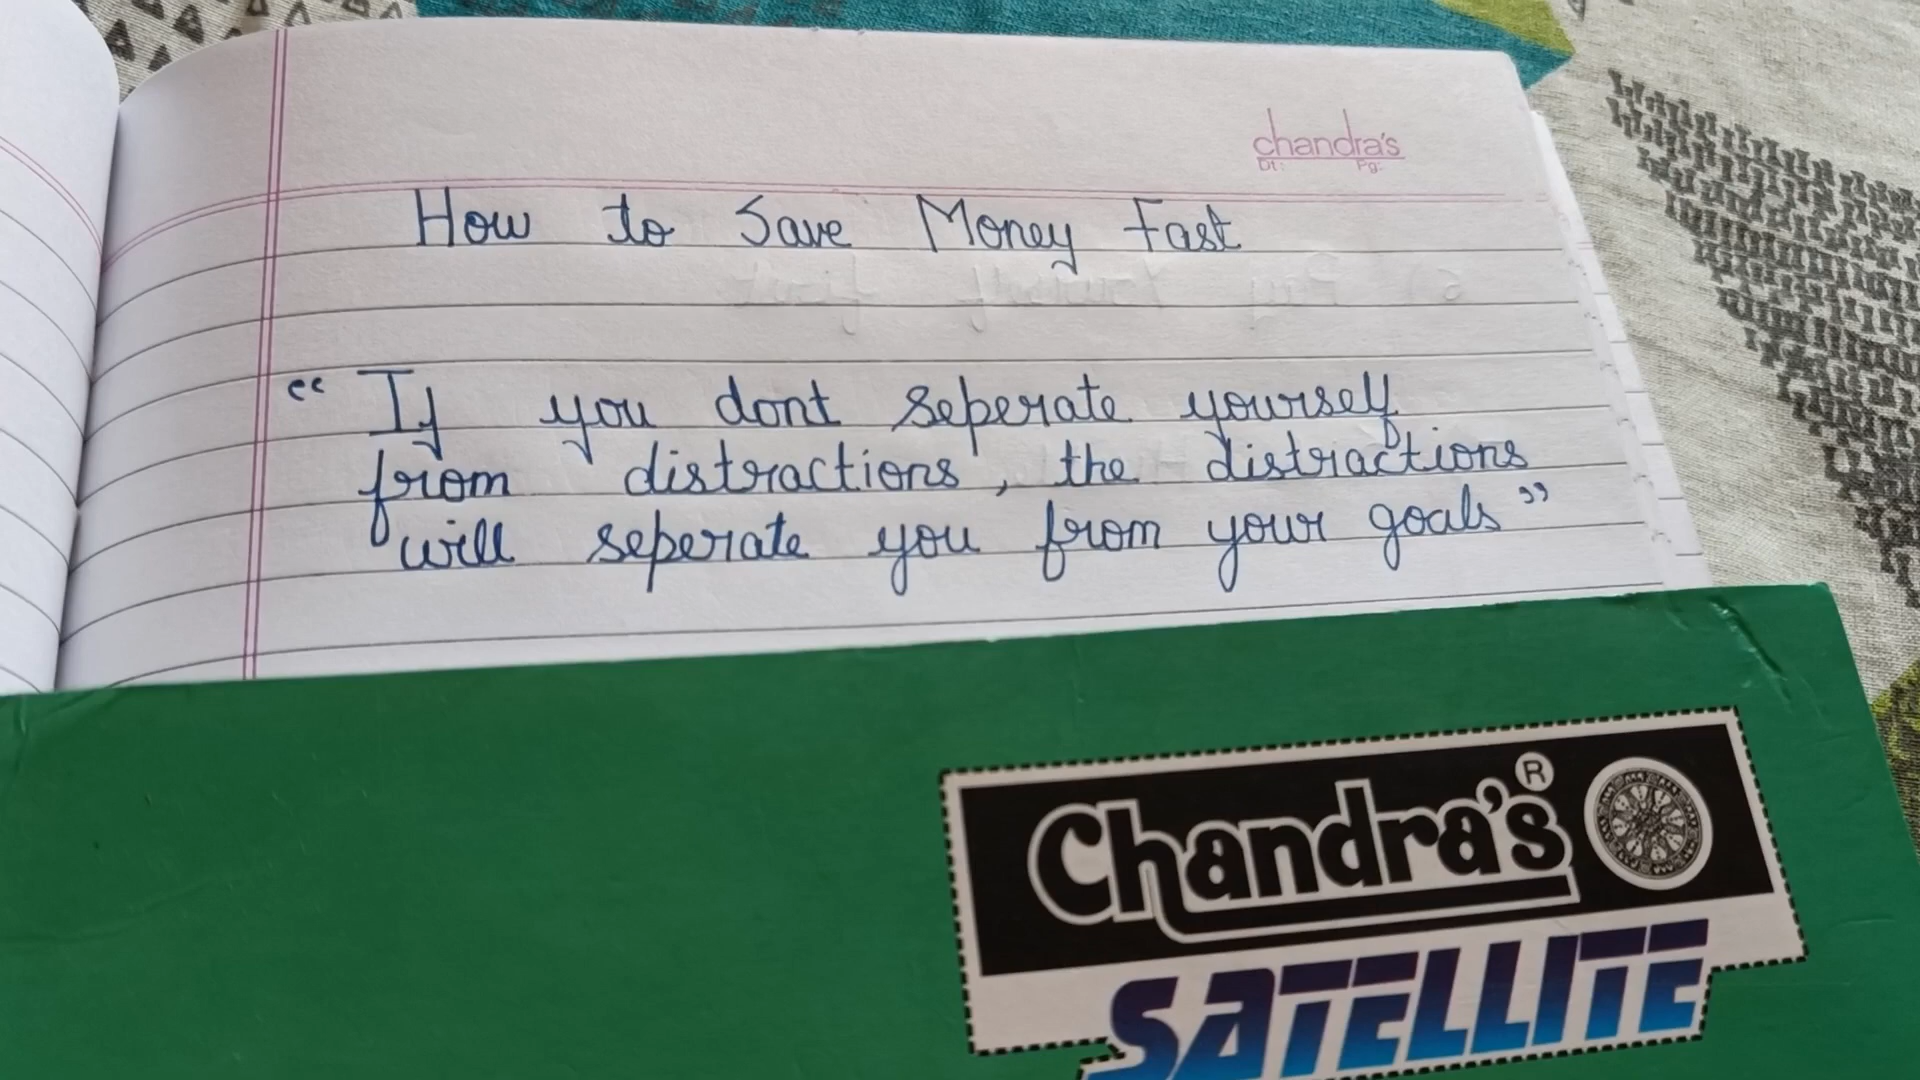 chandra's
Dt: Pg:
How to Save Money Fast
“ If you dont seperate yourself
from distractions, the distractions
will seperate you from your goals ”
Chandra's ®
SATELLITE